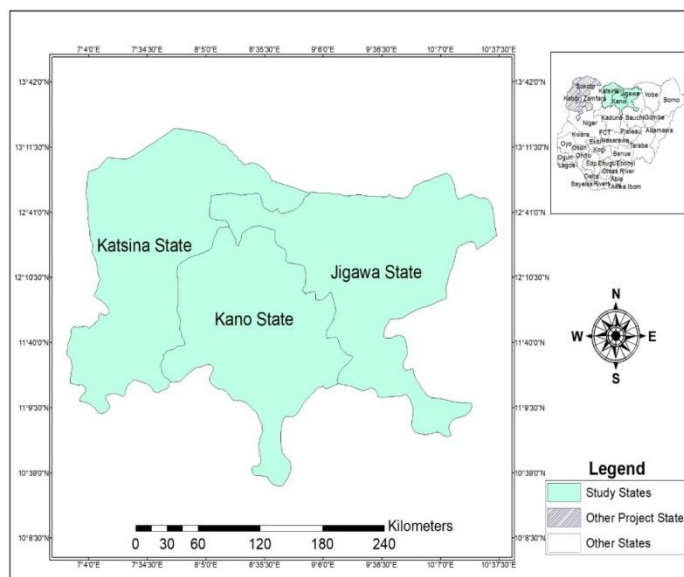 7°4'0"E 7°34'30"E 8°5'0"E 8°35'30"E 9°6'0"E 9°36'30"E 10°7'0"E 10°37'30"E
13°42'0"N 13°42'0"N
13°11'30"N 13°11'30"N
12°41'0"N 12°41'0"N
12°10'30"N 12°10'30"N
11°40'0"N 11°40'0"N
11°9'30"N 11°9'30"N
10°39'0"N 10°39'0"N
10°8'30"N 10°8'30"N
Katsina State
Jigawa State
Kano State
Kilometers
0 30 60 120 180 240
7°4'0"E 7°34'30"E 8°5'0"E 8°35'30"E 9°6'0"E 9°36'30"E 10°7'0"E 10°37'30"E
Sokoto
Katsina Jigawa Yobe
Kebbi Zamfara Kano Borno
Kaduna Bauchi Gombe
Niger Adamawa
Kwara FCT Plateau
Oyo Ekiti Nasarawa Taraba
Osun Kogi
Ogun Ondo Benue
Lagos Edo Enugu Ebonyi
Cross River
Delta Abia
Bayelsa Rivers Akwa Ibom
N
W E
S
Legend
Study States
Other Project State
Other States